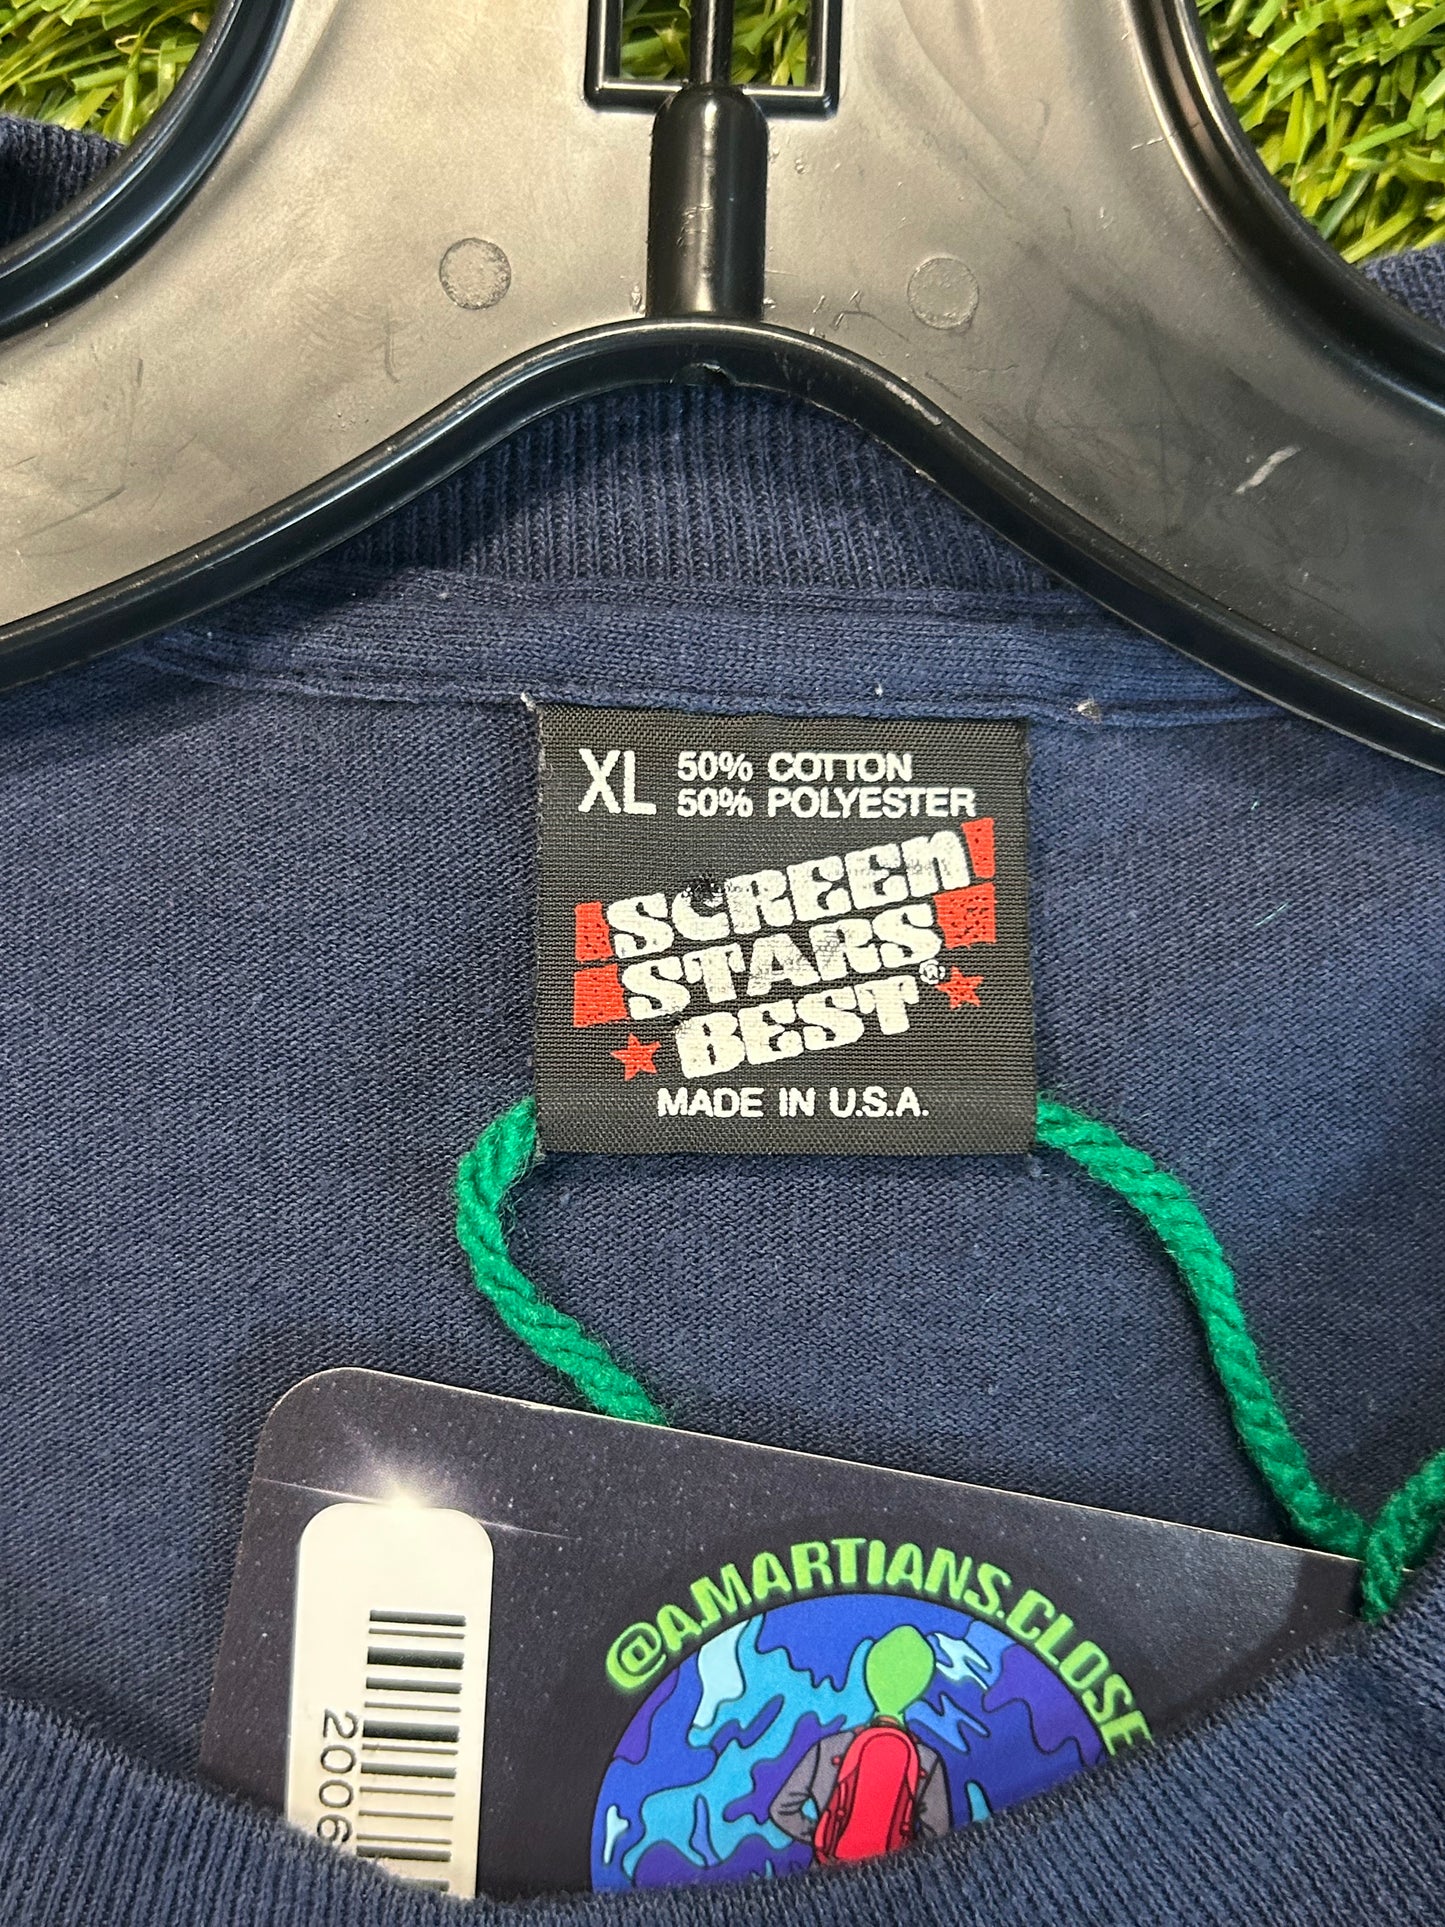 XL 50% COTTON
50% POLYESTER
SCREEN
STARS
BEST®
MADE IN U.S.A.
@A.MARTIANS.CLOSE
2006